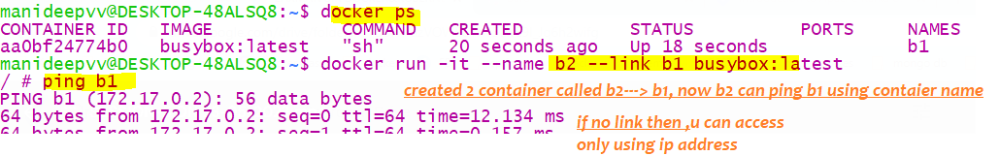 manideepvv@DESKTOP-48ALSQ8:~$ docker ps
CONTAINER ID IMAGE COMMAND CREATED STATUS PORTS NAMES
aa0bf24774b0 busybox:latest "sh" 20 seconds ago Up 18 seconds b1
manideepvv@DESKTOP-48ALSQ8:~$ docker run -it --name b2 --link b1 busybox:latest
/ # ping b1
PING b1 (172.17.0.2): 56 data bytes
created 2 container called b2---> b1, now b2 can ping b1 using contaier name
64 bytes from 172.17.0.2: seq=0 ttl=64 time=12.134 ms
if no link then ,u can access
64 bytes from 172.17.0.2: seq=1 ttl=64 time=0.157 ms
only using ip address